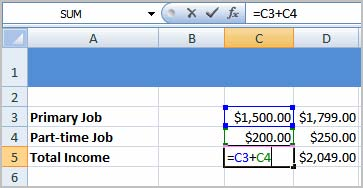 SUM fx =C3+C4
A B C D
1
2
3 Primary Job $1,500.00 $1,799.00
4 Part-time Job $200.00 $250.00
5 Total Income =C3+C4 $2,049.00
6